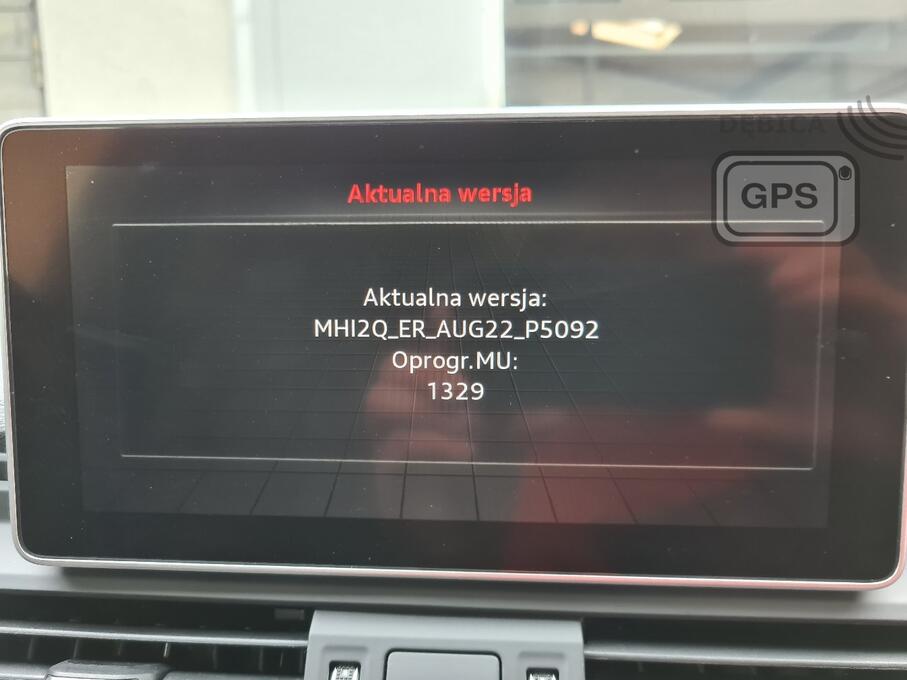 DĘBICA
GPS
Aktualna wersja
Aktualna wersja:
MHI2Q_ER_AUG22_P5092
Oprogr.MU:
1329